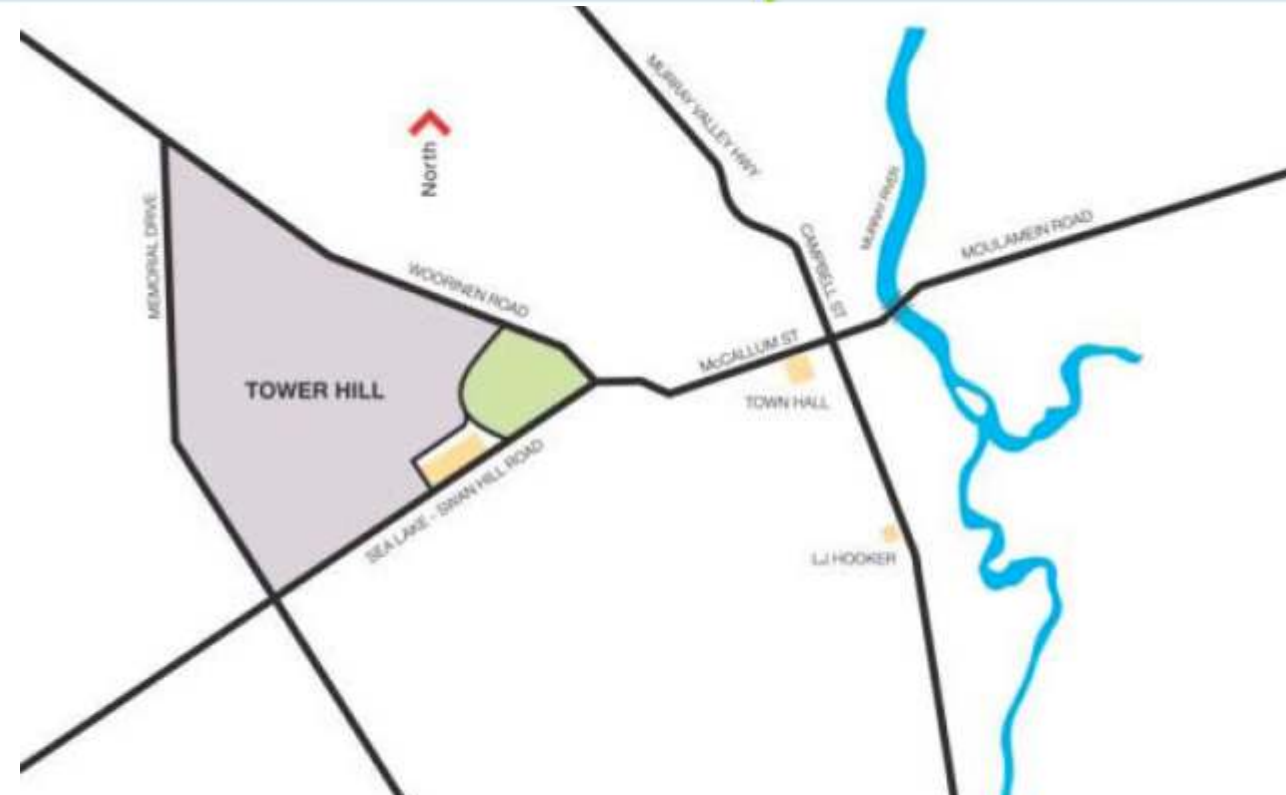 MURRAY VALLEY HWY
North
MEMORIAL DRIVE
MURRAY RIVER
MOULAMEIN ROAD
CAMPBELL ST
WOORINEN ROAD
McCALLUM ST
TOWER HILL
TOWN HALL
SEA LAKE - SWAN HILL ROAD
LJ HOOKER